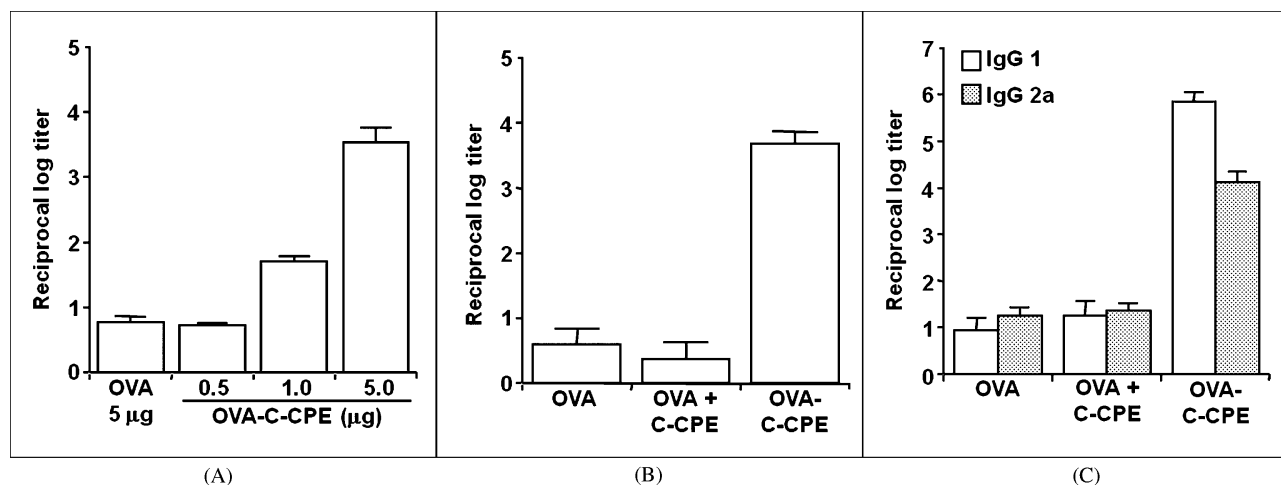 Reciprocal log titer
5
4
3
2
1
0
OVA
5 µg
0.5 1.0 5.0
OVA-C-CPE (µg)
(A)
Reciprocal log titer
5
4
3
2
1
0
OVA
OVA +
C-CPE
OVA-
C-CPE
(B)
Reciprocal log titer
7
6
5
4
3
2
1
0
IgG 1
IgG 2a
OVA
OVA +
C-CPE
OVA-
C-CPE
(C)